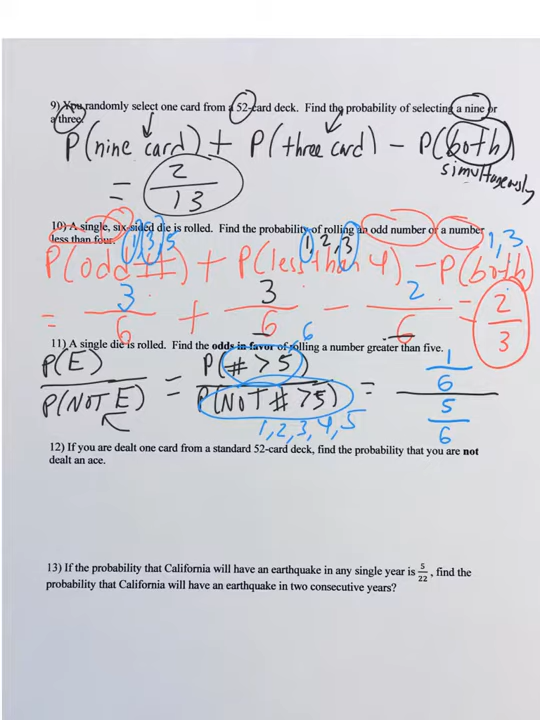 9) You randomly select one card from a 52-card deck. Find the probability of selecting a nine or
a three.
P(nine card) + P(three card) − P(both)
simultaneously
= 2/13
10) A single, six-sided die is rolled. Find the probability of rolling an odd number or a number
less than four.
1, 3, 5 1, 2, 3 1, 3
P(odd #) + P(less than 4) − P(both)
= 3/6 + 3/6 − 2/6 = 2/3
11) A single die is rolled. Find the odds in favor of rolling a number greater than five.
6
P(E)/P(NOT E) = P(# > 5)/P(NOT # > 5) = 1/6 / 5/6
1, 2, 3, 4, 5
12) If you are dealt one card from a standard 52-card deck, find the probability that you are not
dealt an ace.
13) If the probability that California will have an earthquake in any single year is 5/22, find the
probability that California will have an earthquake in two consecutive years?